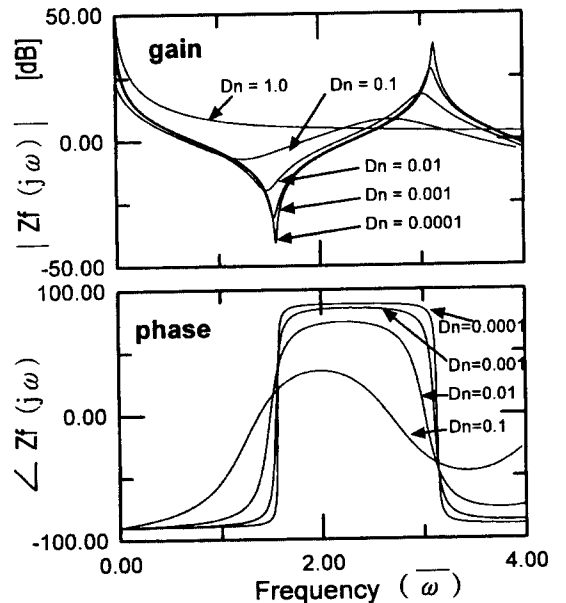 50.00
gain
Dn = 1.0
Dn = 0.1
0.00
Dn = 0.01
Dn = 0.001
Dn = 0.0001
-50.00
| Zf (jω) | [dB]
100.00
phase
Dn=0.0001
Dn=0.001
Dn=0.01
Dn=0.1
0.00
-100.00
∠ Zf (jω)
0.00 2.00 4.00
Frequency (ω̅)